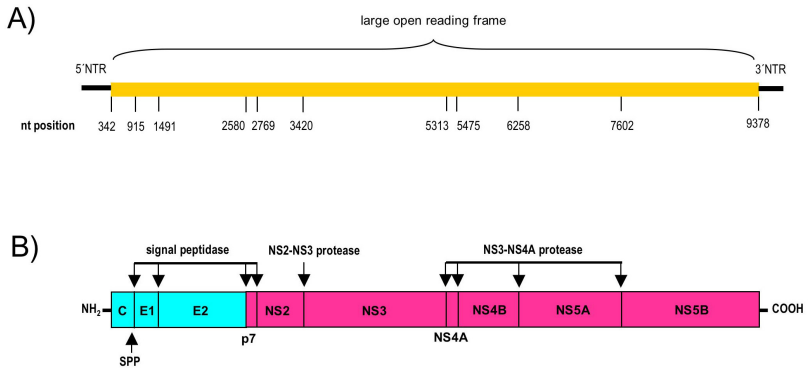 A)
large open reading frame
5´NTR
3´NTR
nt position 342 915 1491 2580 2769 3420 5313 5475 6258 7602 9378
B)
signal peptidase NS2-NS3 protease NS3-NS4A protease
NH2 C E1 E2 NS2 NS3 NS4B NS5A NS5B COOH
p7 NS4A
SPP